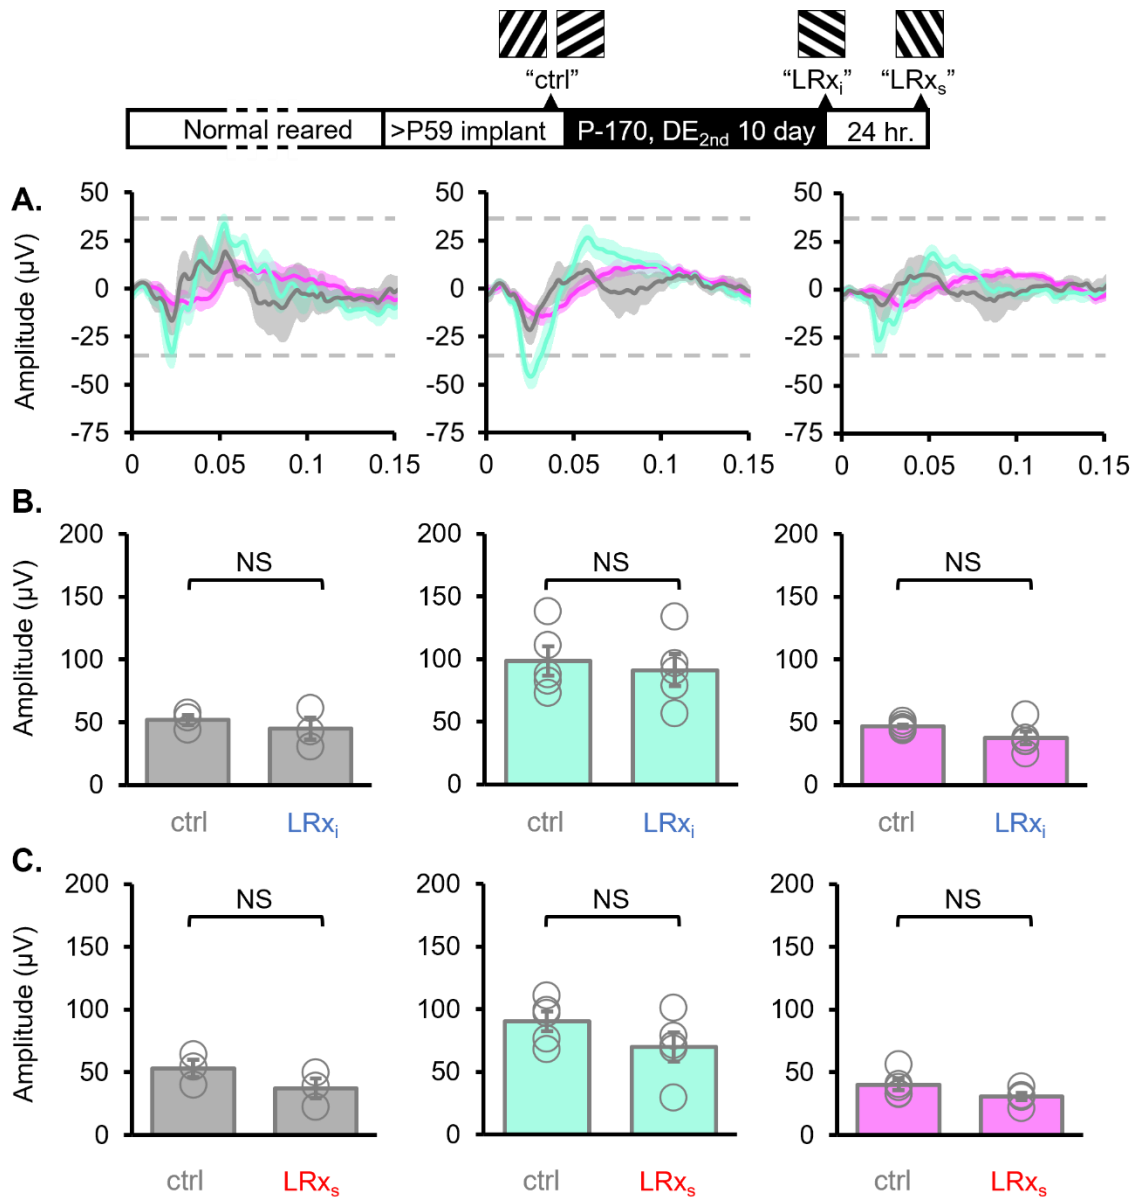 “ctrl” “LRxi” “LRxs”
Normal reared >P59 implant P-170, DE2nd 10 day 24 hr.
A.
Amplitude (µV)
50 50 50
25 25 25
0 0 0
-25 -25 -25
-50 -50 -50
-75 -75 -75
0 0.05 0.1 0.15 0 0.05 0.1 0.15 0 0.05 0.1 0.15
B.
Amplitude (µV)
200 200 200
NS NS NS
150 150 150
100 100 100
50 50 50
0 0 0
ctrl LRxi ctrl LRxi ctrl LRxi
C.
Amplitude (µV)
200 200 200
NS NS NS
150 150 150
100 100 100
50 50 50
0 0 0
ctrl LRxs ctrl LRxs ctrl LRxs